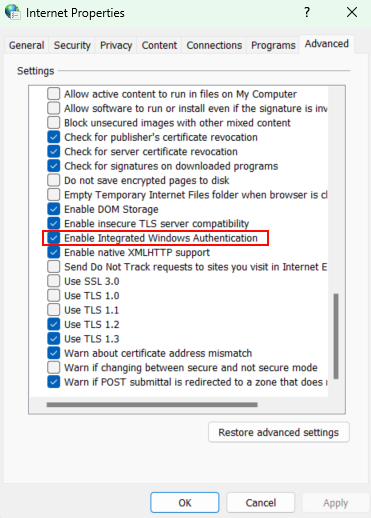 Internet Properties
?
General
Security
Privacy
Content
Connections
Programs
Advanced
Settings
Allow active content to run in files on My Computer
Allow software to run or install even if the signature is
Block unsecured images with other mixed content
Check for publisher's certificate revocation
Check for server certificate revocation
Check for signatures on downloaded programs
Do not save encrypted pages to disk
Empty Temporary Internet Files folder when browser is
Enable DOM Storage
Enable insecure TLS server compatibility
Enable Integrated Windows Authentication
Enable native XMLHTTP support
Send Do Not Track requests to sites you visit in Internet E
Use SSL 3.0
Use TLS 1.0
Use TLS 1.1
Use TLS 1.2
Use TLS 1.3
Warn about certificate address mismatch
Warn if changing between secure and not secure mode
Warn if POST submittal is redirected to a zone that does
Restore advanced settings
OK
Cancel
Apply